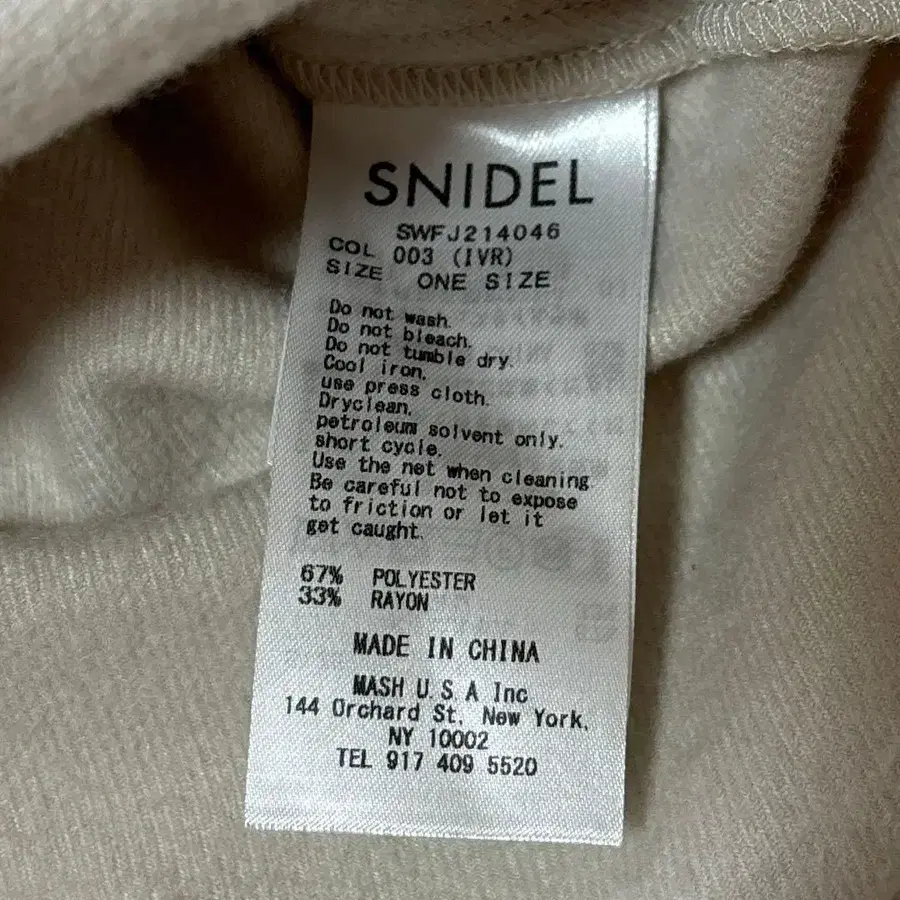 SNIDEL
SWFJ214046
COL 003 (IVR)
SIZE ONE SIZE
Do not wash.
Do not bleach.
Do not tumble dry.
Cool iron,
use press cloth.
Dryclean,
petroleum solvent only,
short cycle.
Use the net when cleaning
Be careful not to expose
to friction or let it
get caught.
67% POLYESTER
33% RAYON
MADE IN CHINA
MASH U.S A Inc
144 Orchard St, New York,
NY 10002
TEL 917 409 5520